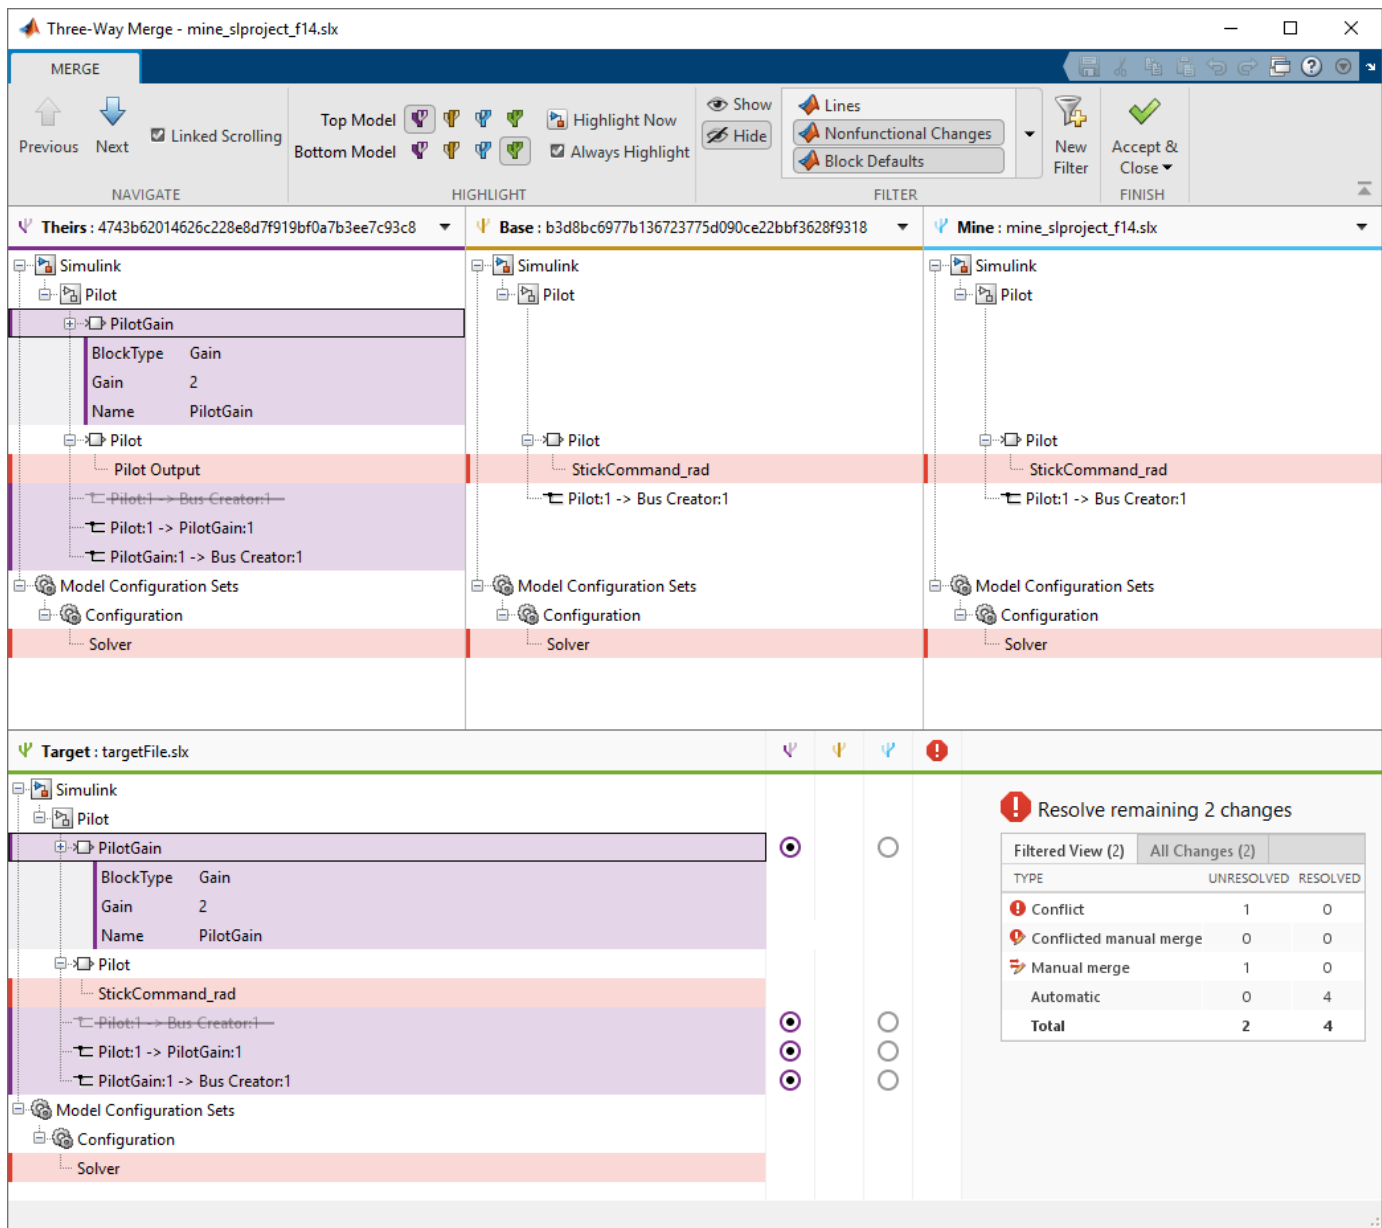 Three-Way Merge - mine_slproject_f14.slx
MERGE
Previous
Next
Linked Scrolling
NAVIGATE
Top Model
Bottom Model
Highlight Now
Always Highlight
HIGHLIGHT
Show
Hide
Lines
Nonfunctional Changes
Block Defaults
New Filter
FILTER
Accept & Close
FINISH
Theirs : 4743b62014626c228e8d7f919bf0a7b3ee7c93c8
Simulink
Pilot
PilotGain
BlockType Gain
Gain 2
Name PilotGain
Pilot
Pilot Output
Pilot:1 -> Bus Creator:1
Pilot:1 -> PilotGain:1
PilotGain:1 -> Bus Creator:1
Model Configuration Sets
Configuration
Solver
Base : b3d8bc6977b136723775d090ce22bbf3628f9318
Simulink
Pilot
Pilot
StickCommand_rad
Pilot:1 -> Bus Creator:1
Model Configuration Sets
Configuration
Solver
Mine : mine_slproject_f14.slx
Simulink
Pilot
Pilot
StickCommand_rad
Pilot:1 -> Bus Creator:1
Model Configuration Sets
Configuration
Solver
Target : targetFile.slx
Simulink
Pilot
PilotGain
BlockType Gain
Gain 2
Name PilotGain
Pilot
StickCommand_rad
Pilot:1 -> Bus Creator:1
Pilot:1 -> PilotGain:1
PilotGain:1 -> Bus Creator:1
Model Configuration Sets
Configuration
Solver
Resolve remaining 2 changes
Filtered View (2) All Changes (2)
TYPE UNRESOLVED RESOLVED
Conflict 1 0
Conflicted manual merge 0 0
Manual merge 1 0
Automatic 0 4
Total 2 4